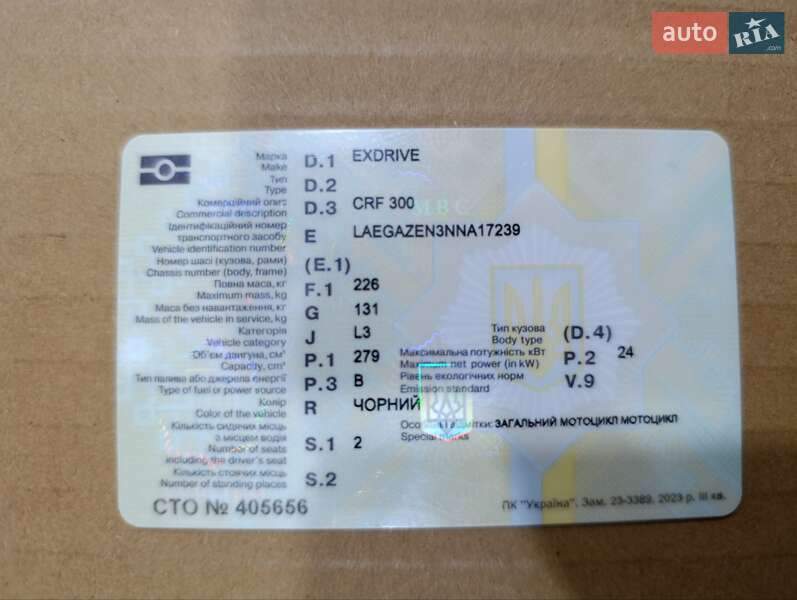 auto RIA .com
Марка D.1 EXDRIVE
Make
Тип D.2
Type
Комерційний опис D.3 CRF 300
Commercial description
МВС
Ідентифікаційний номер
транспортного засобу E LAEGAZEN3NNA17239
Vehicle identification number
Номер шасі (кузова, рами) (E.1)
Chassis number (body, frame)
Повна маса, кг F.1 226
Maximum mass, kg
Маса без навантаження, кг G 131
Mass of the vehicle in service, kg
Категорія J L3 Тип кузова (D.4)
Vehicle category Body type
Об'єм двигуна, см³ P.1 279 Максимальна потужність кВт P.2 24
Capacity, cm³ Maximum net power (in kW)
Тип палива або джерела енергії P.3 B Рівень екологічних норм V.9
Type of fuel or power source Emission standard
Колір R ЧОРНИЙ
Color of the vehicle
Кількість сидячих місць ЗАГАЛЬНИЙ МОТОЦИКЛ МОТОЦИКЛ
з місцем водія S.1 2 Special marks
Number of seats
including the driver's seat
Кількість стоячих місць S.2
Number of standing places
СТО № 405656
ПК "Україна". Зам. 23-3389. 2023 р. III кв.